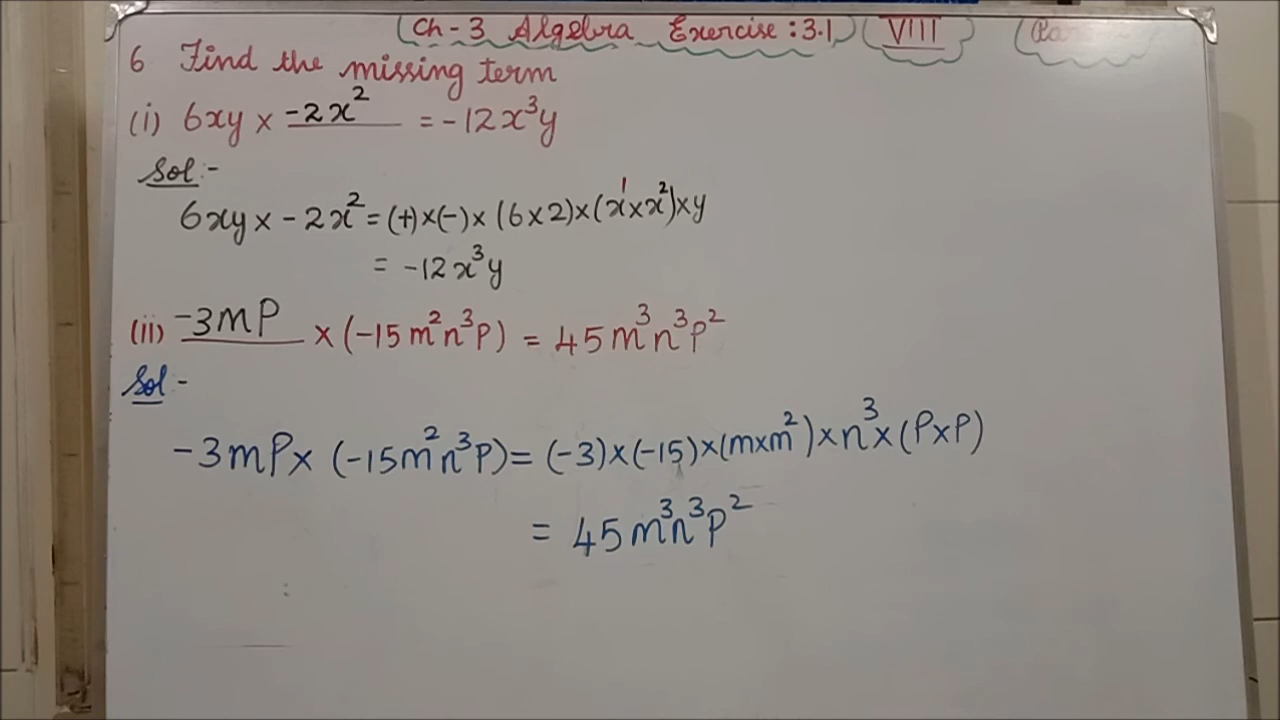 Ch-3 Algebra Exercise: 3.1 VIII
6 Find the missing term
(i) 6xy × -2x² = -12x³y
Sol:-
6xy × -2x² = (+)×(-)×(6×2)×(x¹×x²)×y
= -12x³y
(ii) -3mP × (-15m²n³P) = 45m³n³P²
Sol:-
-3mP × (-15m²n³P) = (-3)×(-15)×(m×m²)×n³×(P×P)
= 45m³n³P²